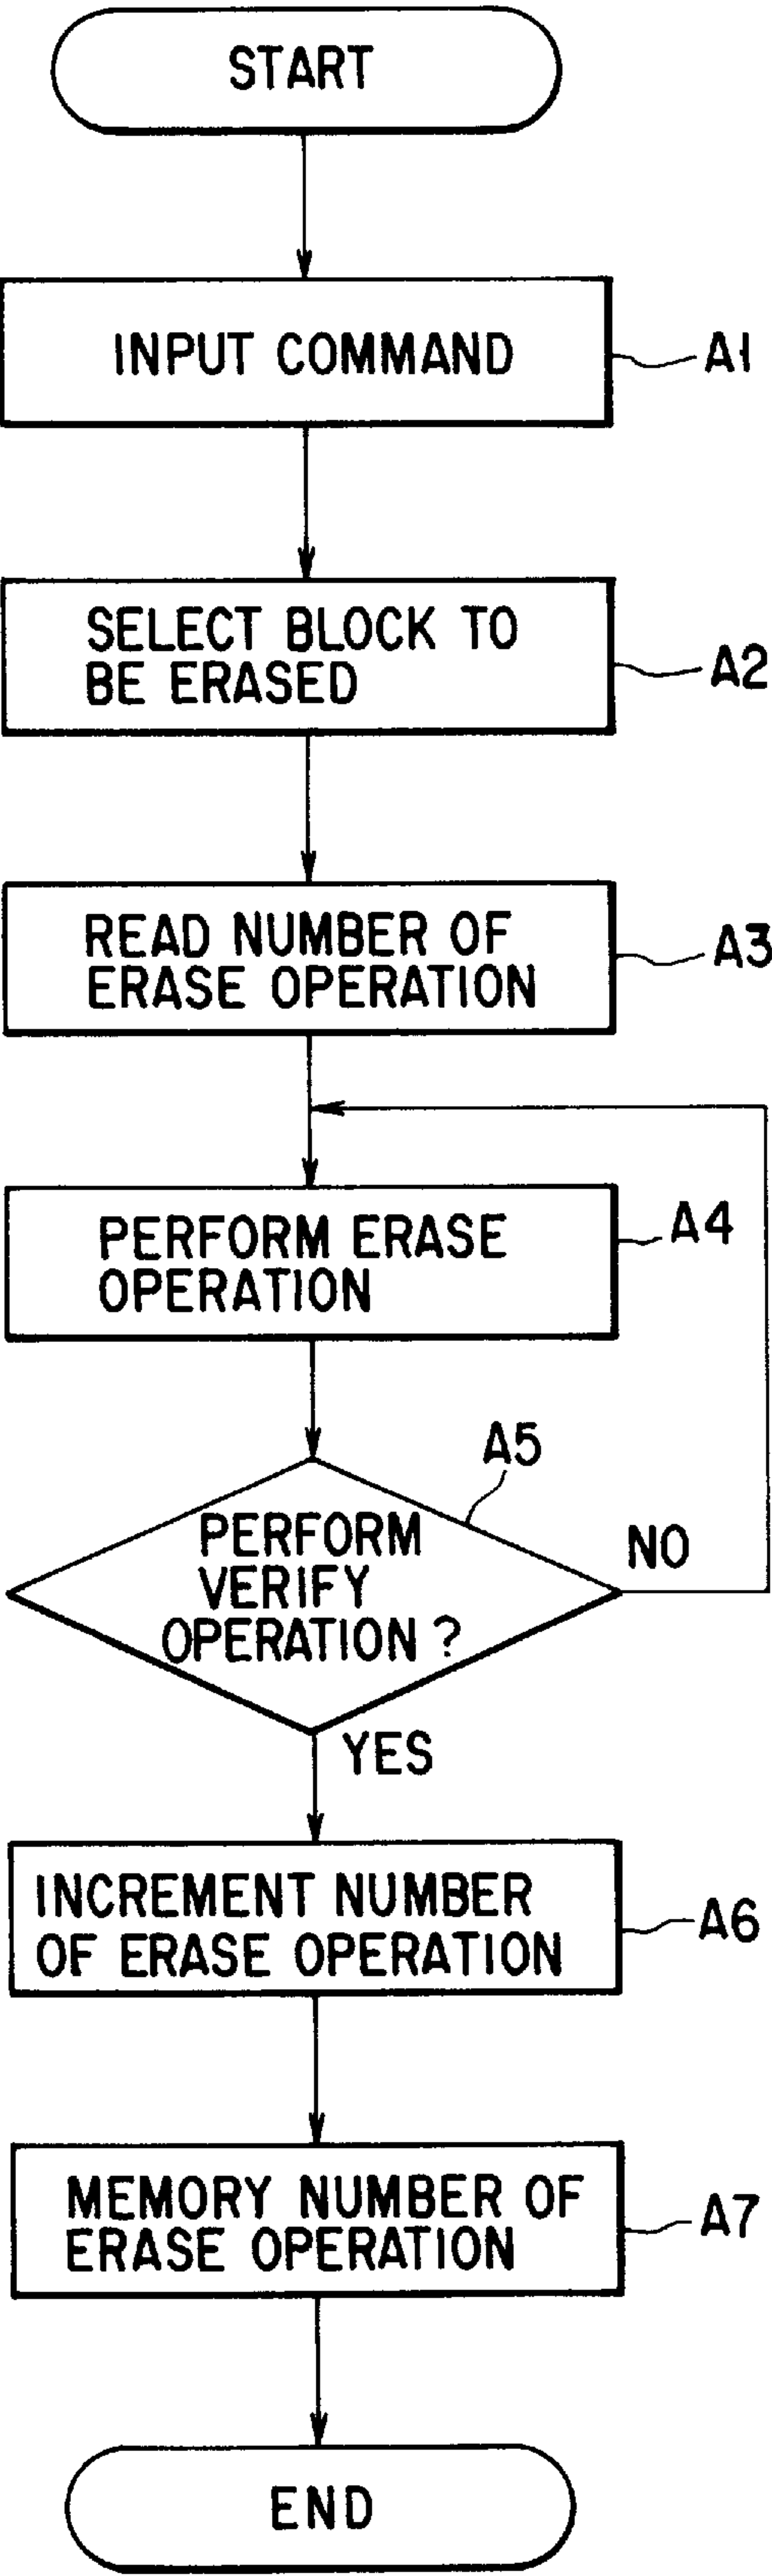 START
INPUT COMMAND
A1
SELECT BLOCK TO
BE ERASED
A2
READ NUMBER OF
ERASE OPERATION
A3
PERFORM ERASE
OPERATION
A4
A5
PERFORM
VERIFY
OPERATION ?
NO
YES
INCREMENT NUMBER
OF ERASE OPERATION
A6
MEMORY NUMBER OF
ERASE OPERATION
A7
END